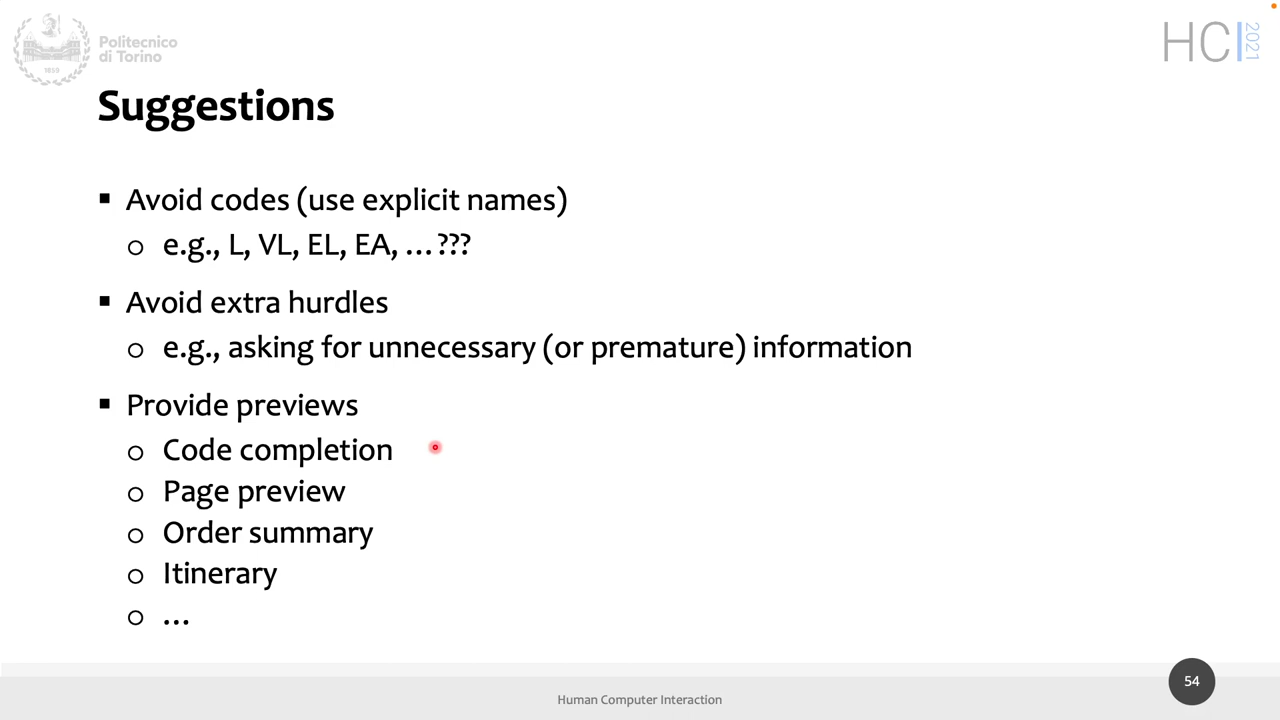 Politecnico
di Torino
1859
HCI
2021
Suggestions
▪ Avoid codes (use explicit names)
o e.g., L, VL, EL, EA, …???
▪ Avoid extra hurdles
o e.g., asking for unnecessary (or premature) information
▪ Provide previews
o Code completion
o Page preview
o Order summary
o Itinerary
o …
Human Computer Interaction
54